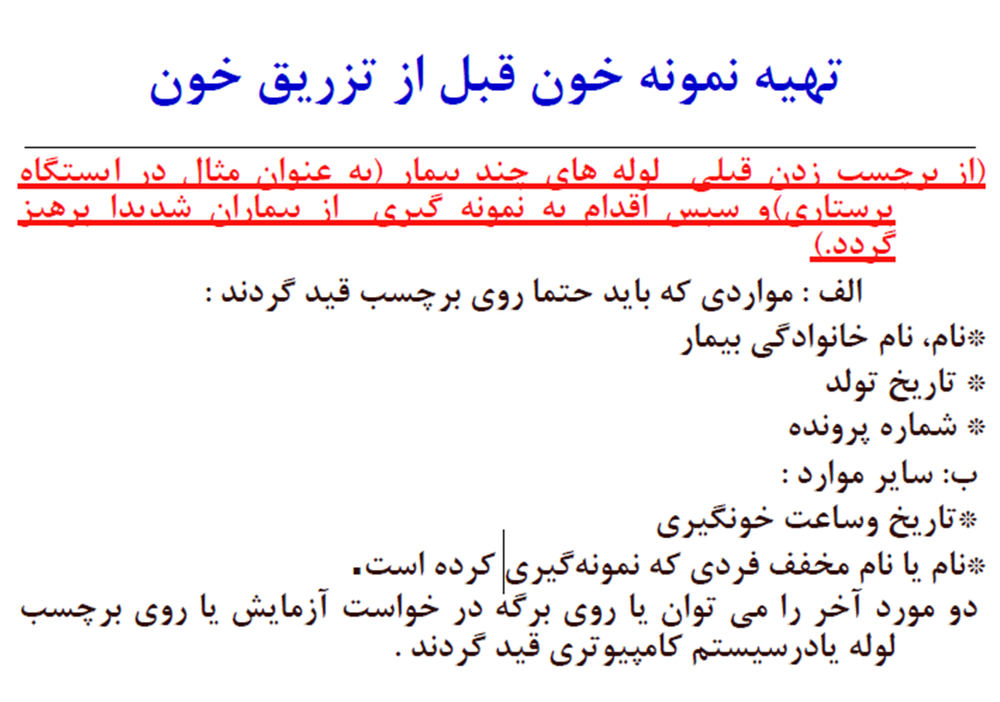 تهیه نمونه خون قبل از تزریق خون
(از برچسب زدن قبلی لوله های چند بیمار (به عنوان مثال در ایستگاه
پرستاری)و سپس اقدام به نمونه گیری از بیماران شدیدا پرهیز
گردد.)
الف : مواردی که باید حتما روی برچسب قید گردند :
*نام، نام خانوادگی بیمار
* تاریخ تولد
* شماره پرونده
ب: سایر موارد :
*تاریخ وساعت خونگیری
*نام یا نام مخفف فردی که نمونه‌گیری کرده است.
دو مورد آخر را می توان یا روی برگه در خواست آزمایش یا روی برچسب
لوله یادرسیستم کامپیوتری قید گردند .